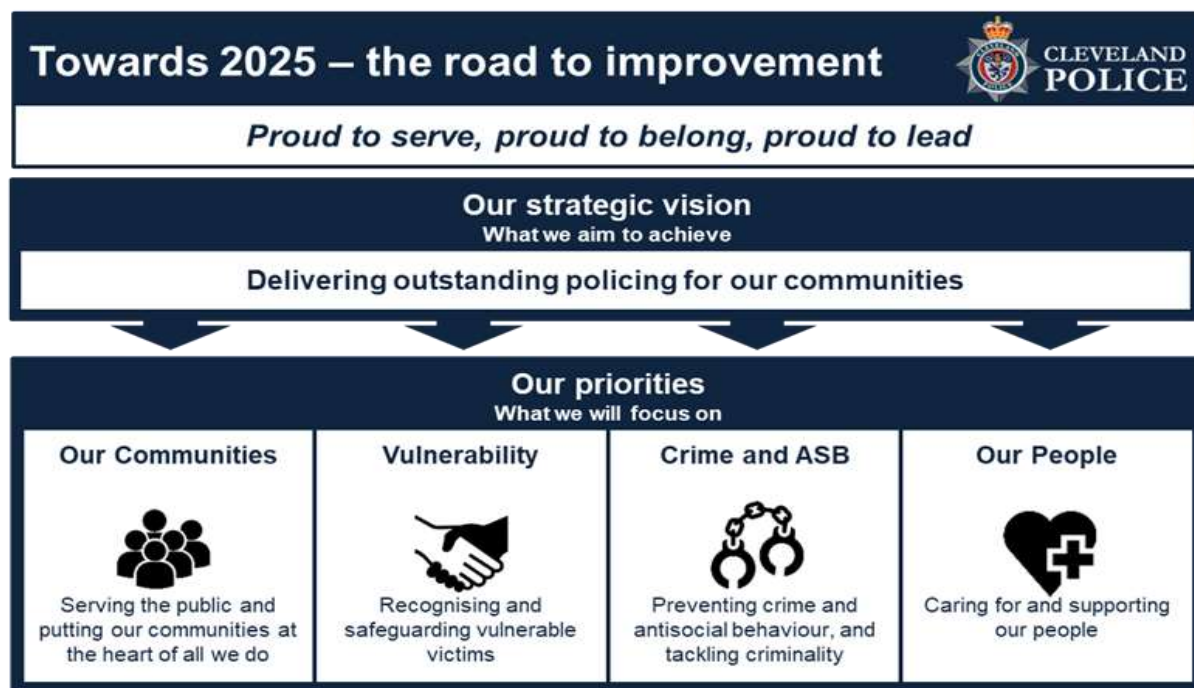 Towards 2025 – the road to improvement
CLEVELAND
POLICE
Proud to serve, proud to belong, proud to lead
Our strategic vision
What we aim to achieve
Delivering outstanding policing for our communities
Our priorities
What we will focus on
Our Communities
Serving the public and
putting our communities at
the heart of all we do
Vulnerability
Recognising and
safeguarding vulnerable
victims
Crime and ASB
Preventing crime and
antisocial behaviour, and
tackling criminality
Our People
Caring for and supporting
our people